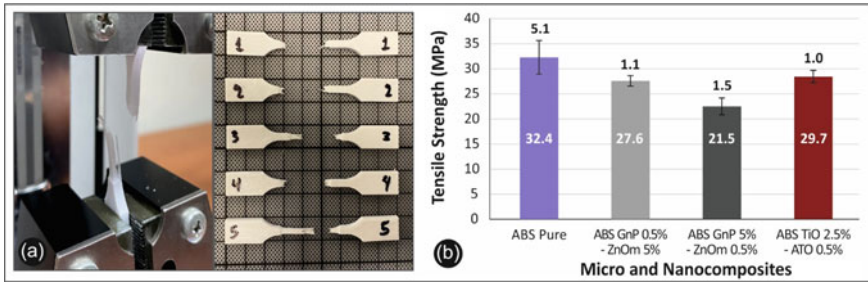 1 1
2 2
3 3
4 4
5 5
(a)
Tensile Strength (MPa)
40
35
30
25
20
15
10
5
0
5.1
1.1
1.5
1.0
32.4
27.6
21.5
29.7
ABS Pure
ABS GnP 0.5%
- ZnOm 5%
ABS GnP 5%
- ZnOm 0.5%
ABS TiO 2.5%
- ATO 0.5%
(b)
Micro and Nanocomposites